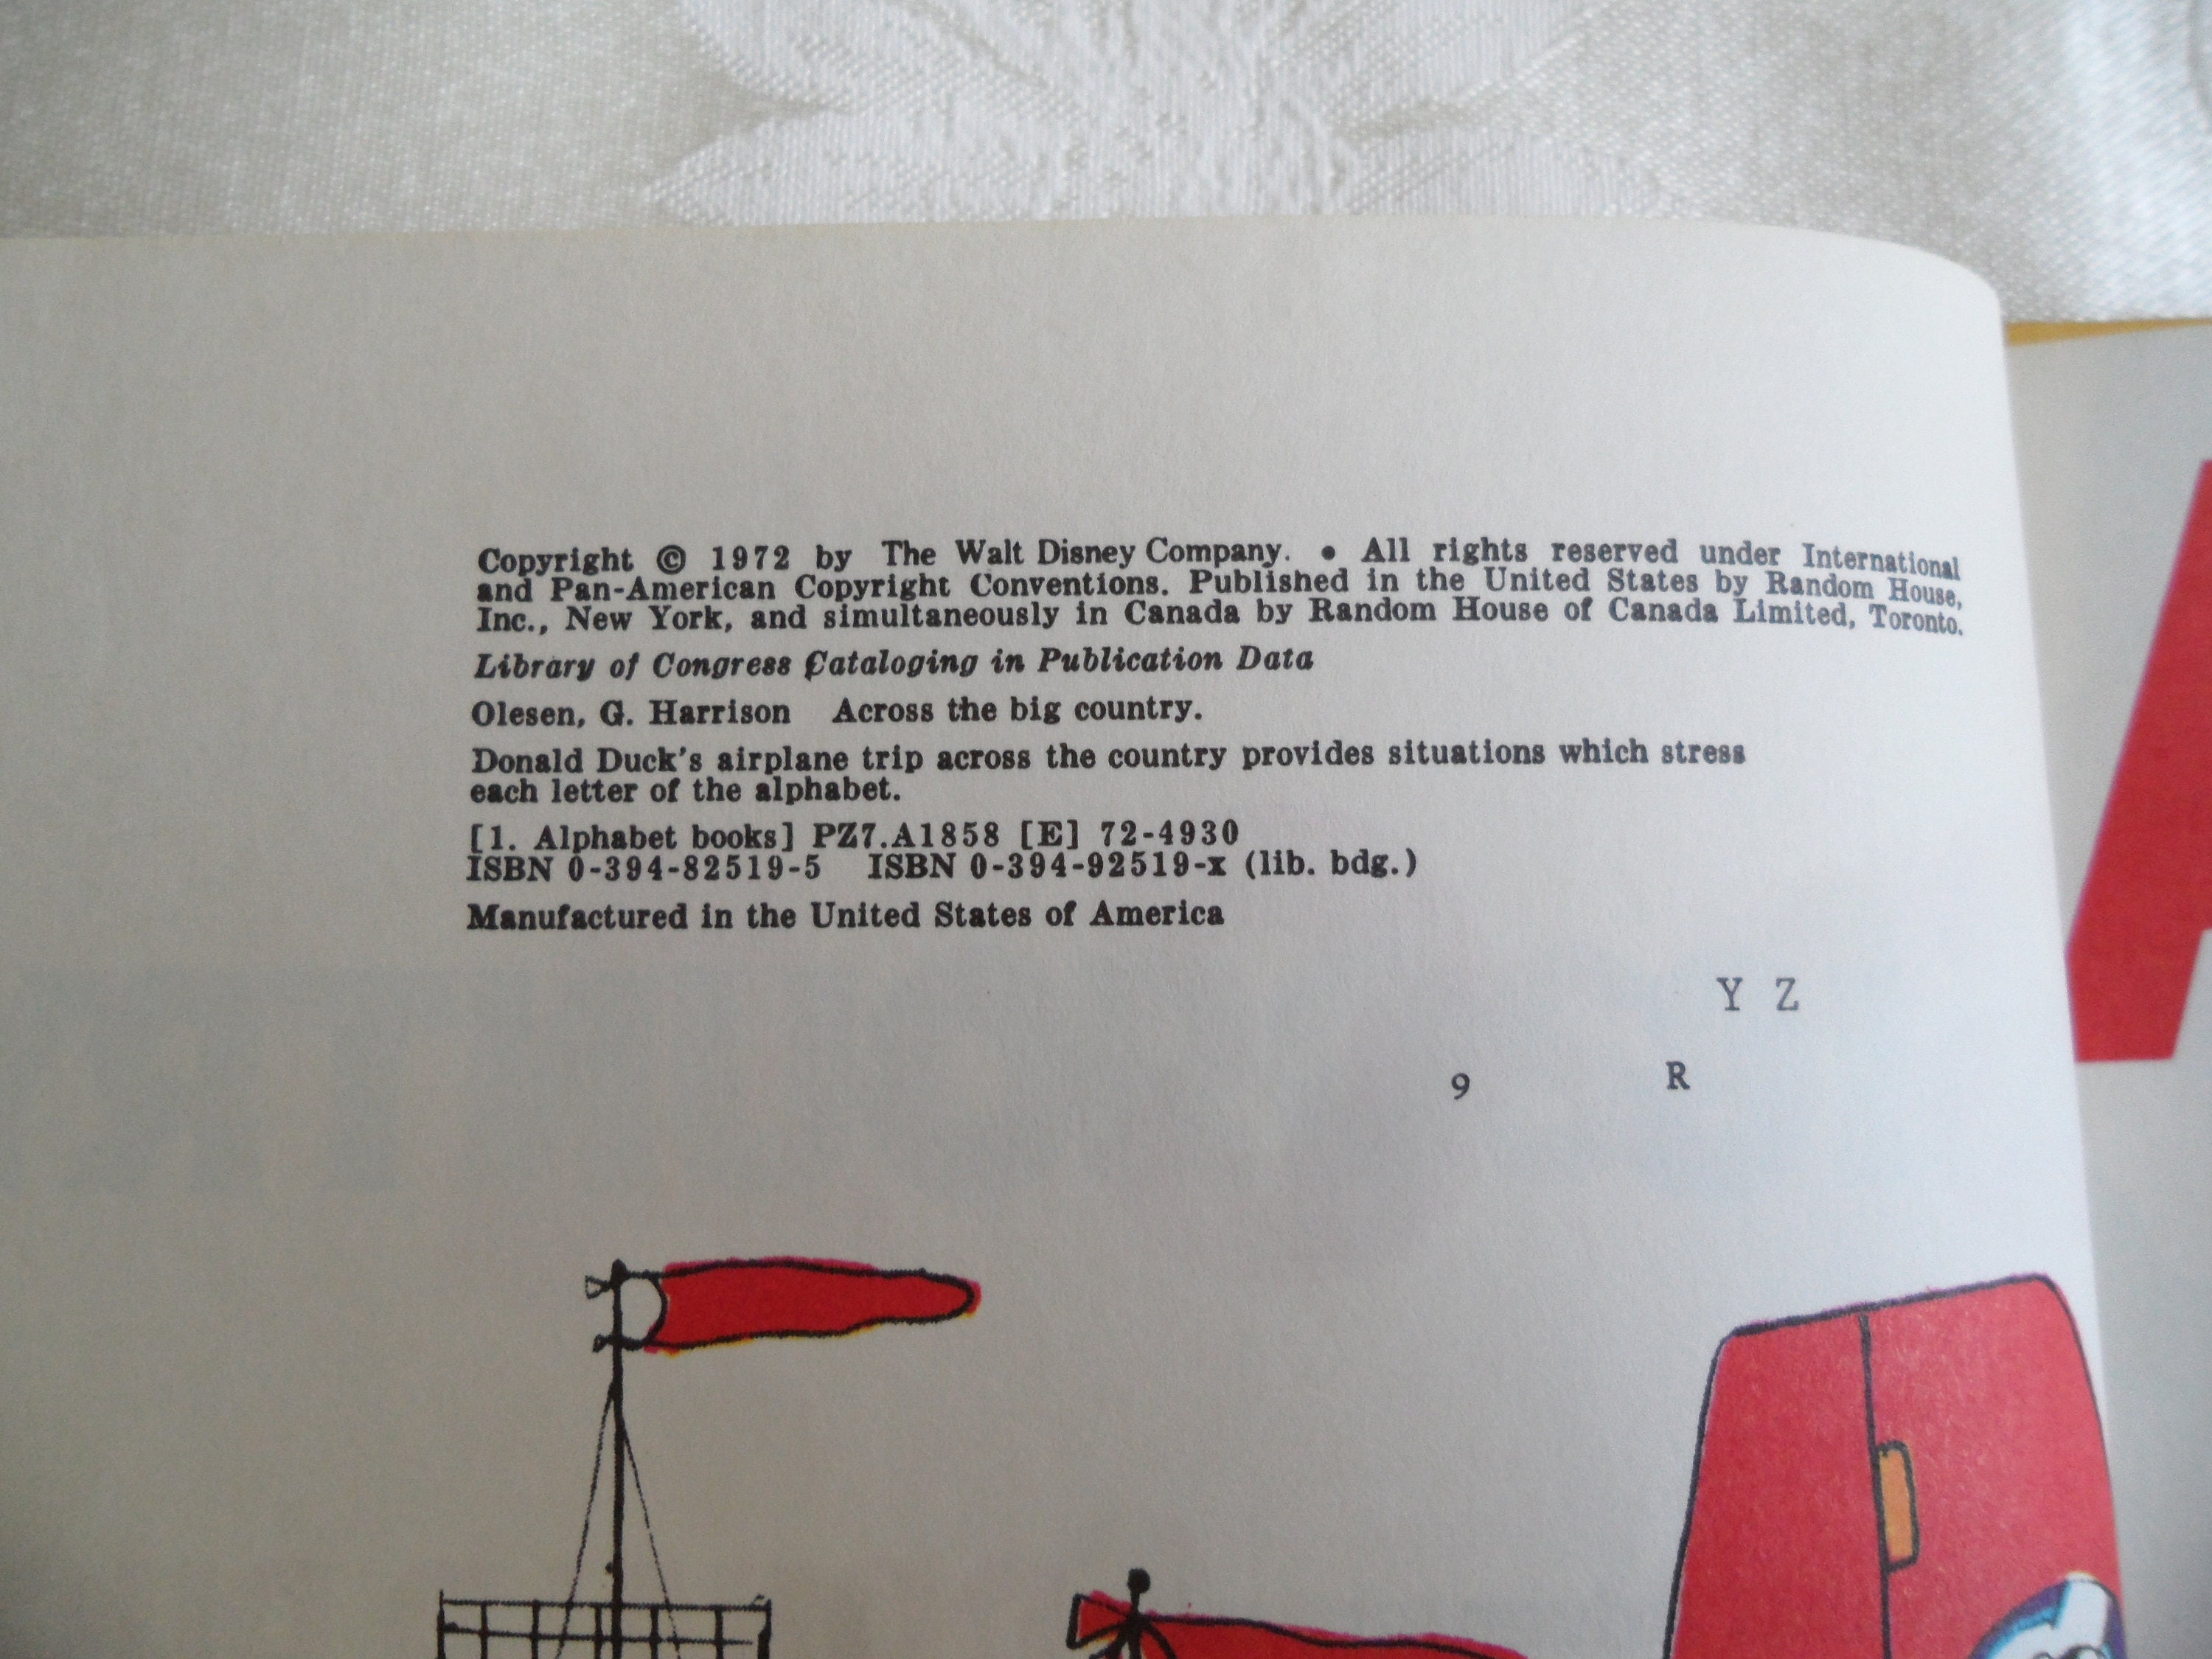 Copyright © 1972 by The Walt Disney Company. • All rights reserved under International
and Pan-American Copyright Conventions. Published in the United States by Random House,
Inc., New York, and simultaneously in Canada by Random House of Canada Limited, Toronto.
Library of Congress Cataloging in Publication Data
Olesen, G. Harrison Across the big country.
Donald Duck's airplane trip across the country provides situations which stress
each letter of the alphabet.
[1. Alphabet books] PZ7.A1858 [E] 72-4930
ISBN 0-394-82519-5 ISBN 0-394-92519-x (lib. bdg.)
Manufactured in the United States of America
Y Z
9 R